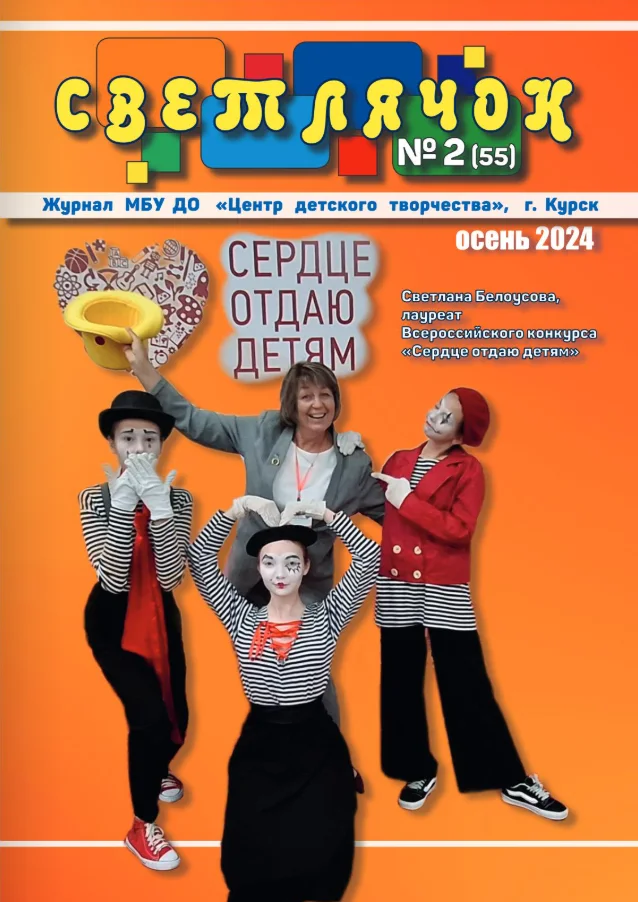 СВЕТЛЯЧОК
№ 2 (55)
Журнал МБУ ДО «Центр детского творчества», г. Курск
осень 2024
СЕРДЦЕ
ОТДАЮ
ДЕТЯМ
Светлана Белоусова,
лауреат
Всероссийского конкурса
«Сердце отдаю детям»